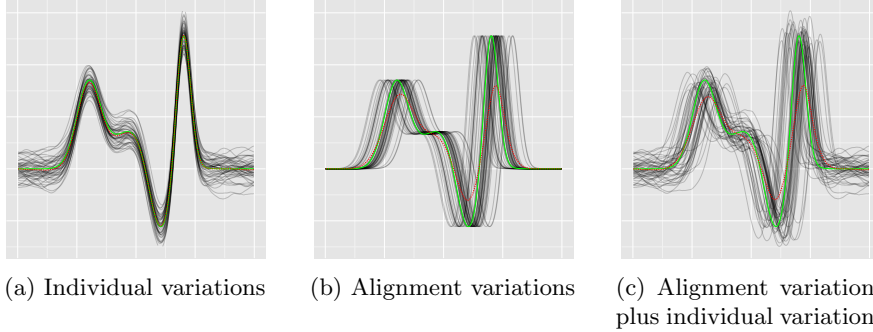 (a) Individual variations
(b) Alignment variations
(c) Alignment variation
plus individual variation